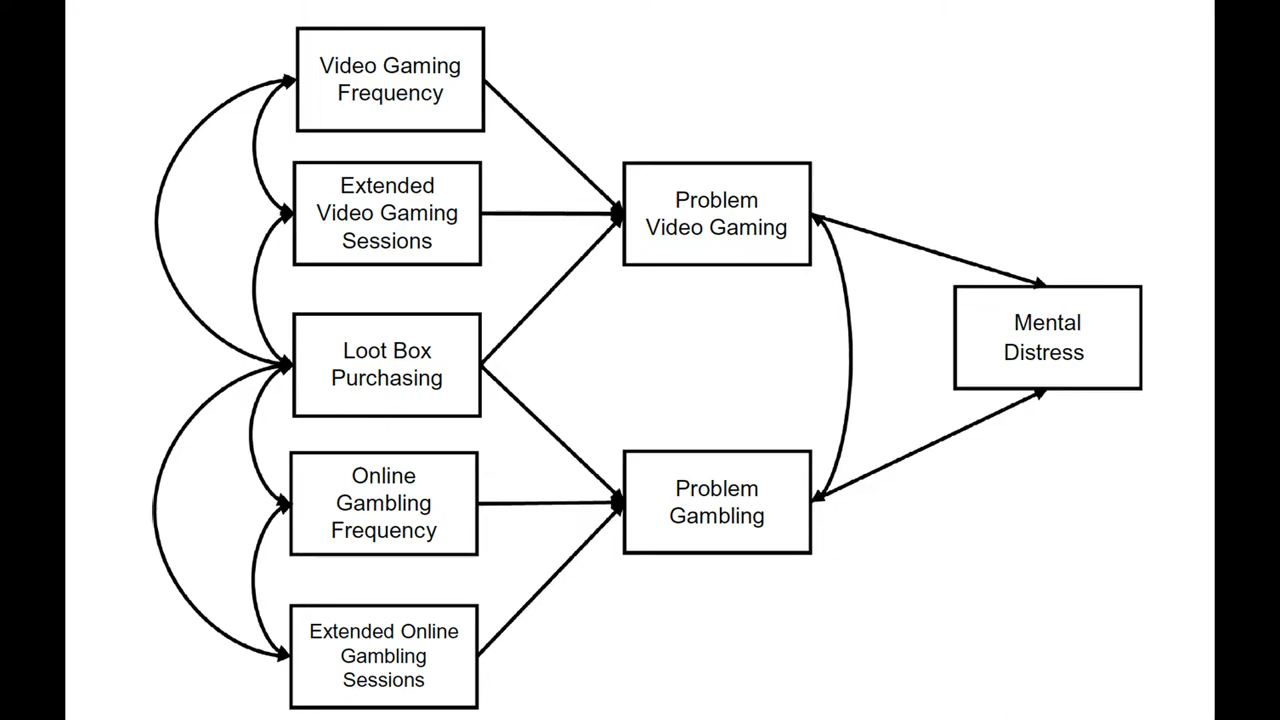 Video Gaming
Frequency
Extended
Video Gaming
Sessions
Loot Box
Purchasing
Online
Gambling
Frequency
Extended Online
Gambling
Sessions
Problem
Video Gaming
Problem
Gambling
Mental
Distress